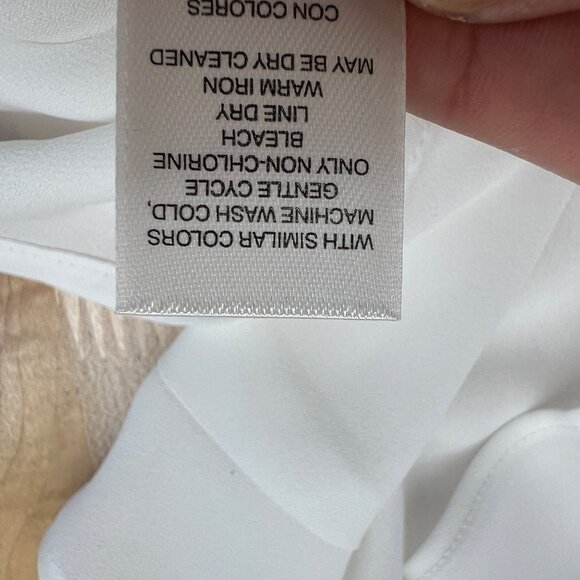 WITH SIMILAR COLORS
MACHINE WASH COLD,
GENTLE CYCLE
ONLY NON-CHLORINE
BLEACH
LINE DRY
WARM IRON
MAY BE DRY CLEANED
CON COLORES